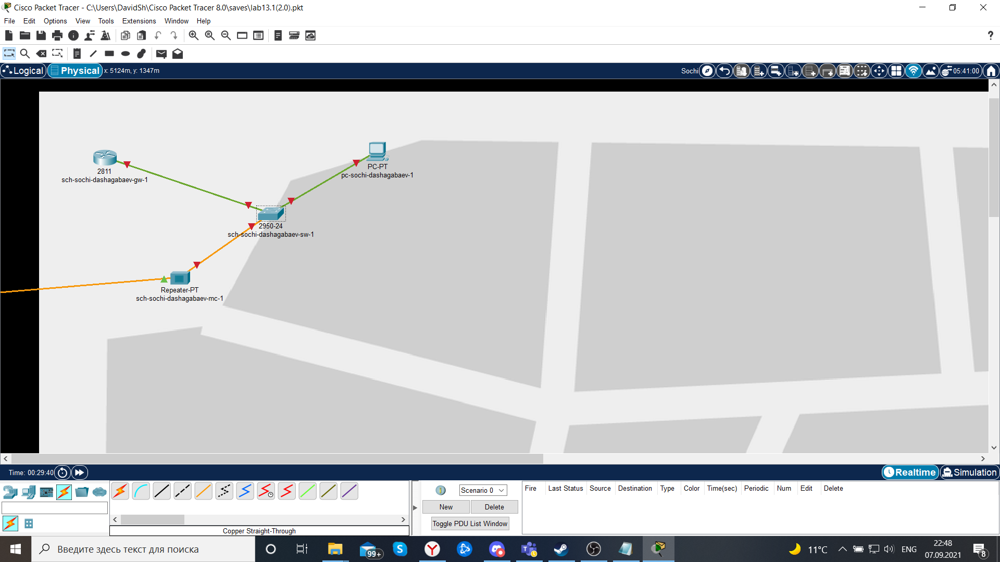 Cisco Packet Tracer - C:\Users\DavidSh\Cisco Packet Tracer 8.0\saves\lab13.1(2.0).pkt
File Edit Options View Tools Extensions Window Help
?
Logical Physical x: 5124m, y: 1347m Sochi 05:41:00
2811
sch-sochi-dashagabaev-gw-1
PC-PT
pc-sochi-dashagabaev-1
2950-24
sch-sochi-dashagabaev-sw-1
Repeater-PT
sch-sochi-dashagabaev-mc-1
Time: 00:29:40 Realtime Simulation
Scenario 0
New Delete
Toggle PDU List Window
Fire Last Status Source Destination Type Color Time(sec) Periodic Num Edit Delete
Copper Straight-Through
Введите здесь текст для поиска
99+
11°C ENG
22:48
07.09.2021
8